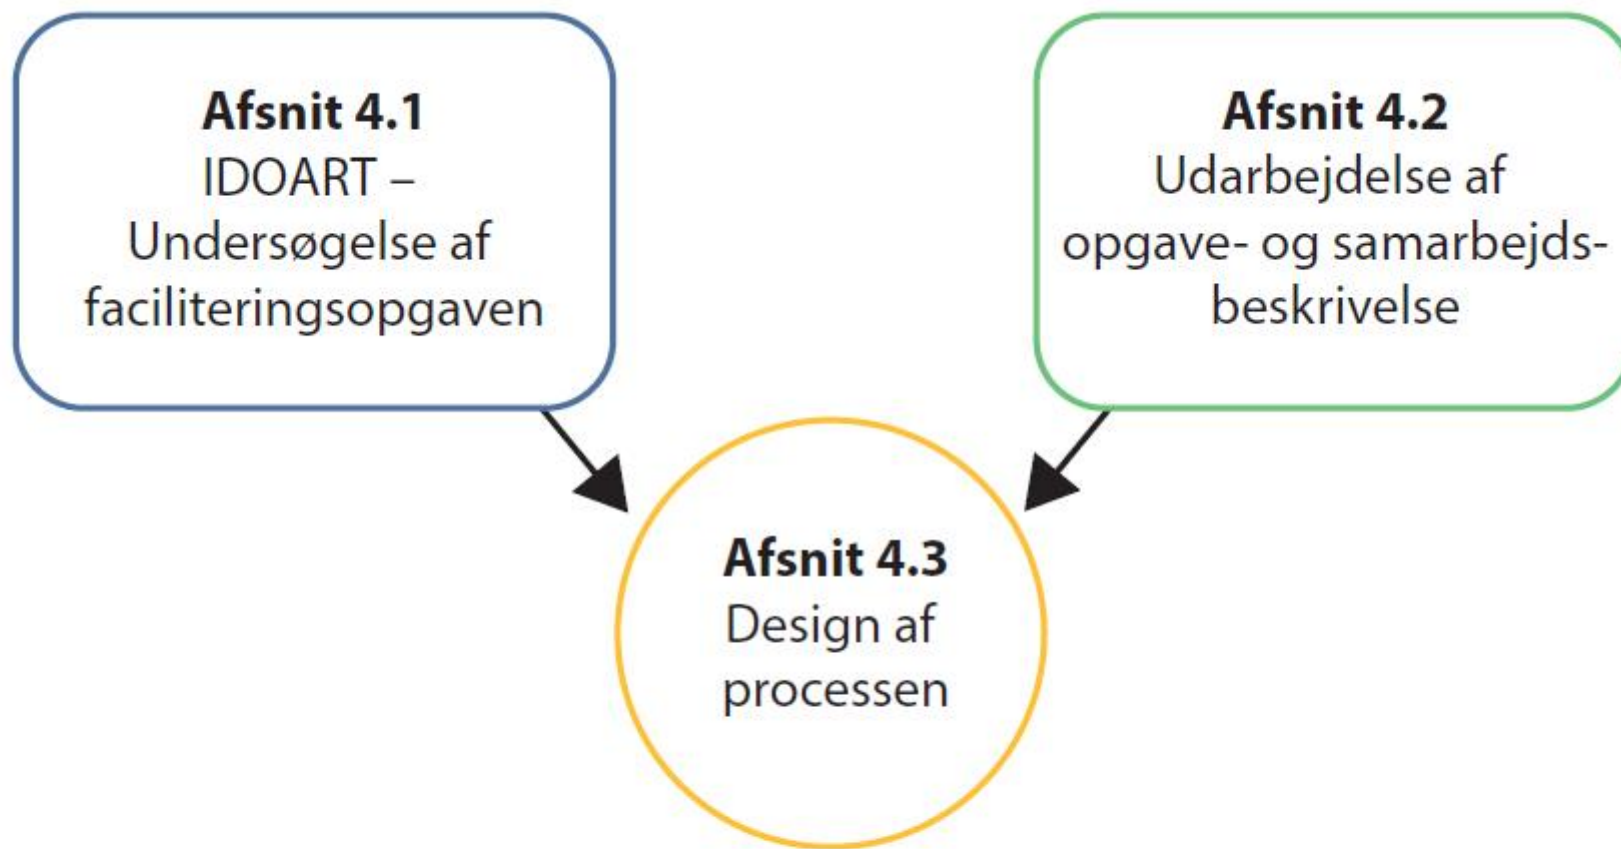 Afsnit 4.1
IDOART –
Undersøgelse af
faciliteringsopgaven
Afsnit 4.2
Udarbejdelse af
opgave- og samarbejds-
beskrivelse
Afsnit 4.3
Design af
processen